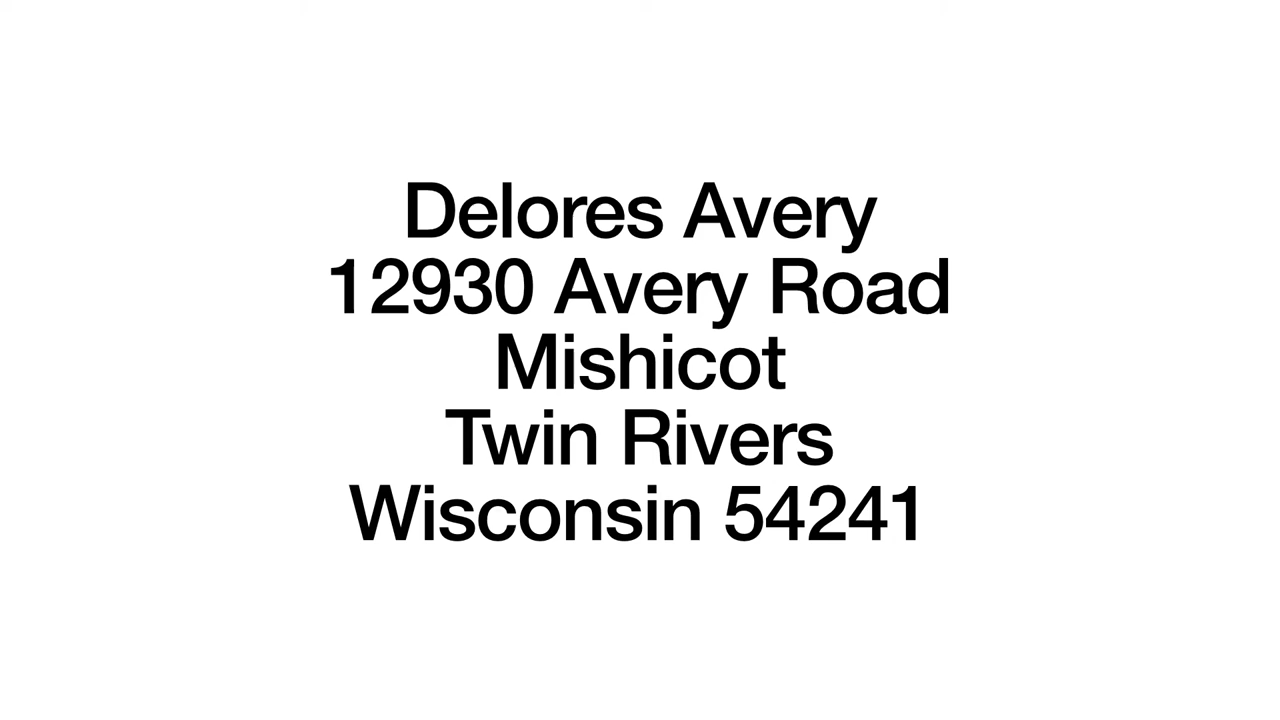 Delores Avery
12930 Avery Road
Mishicot
Twin Rivers
Wisconsin 54241